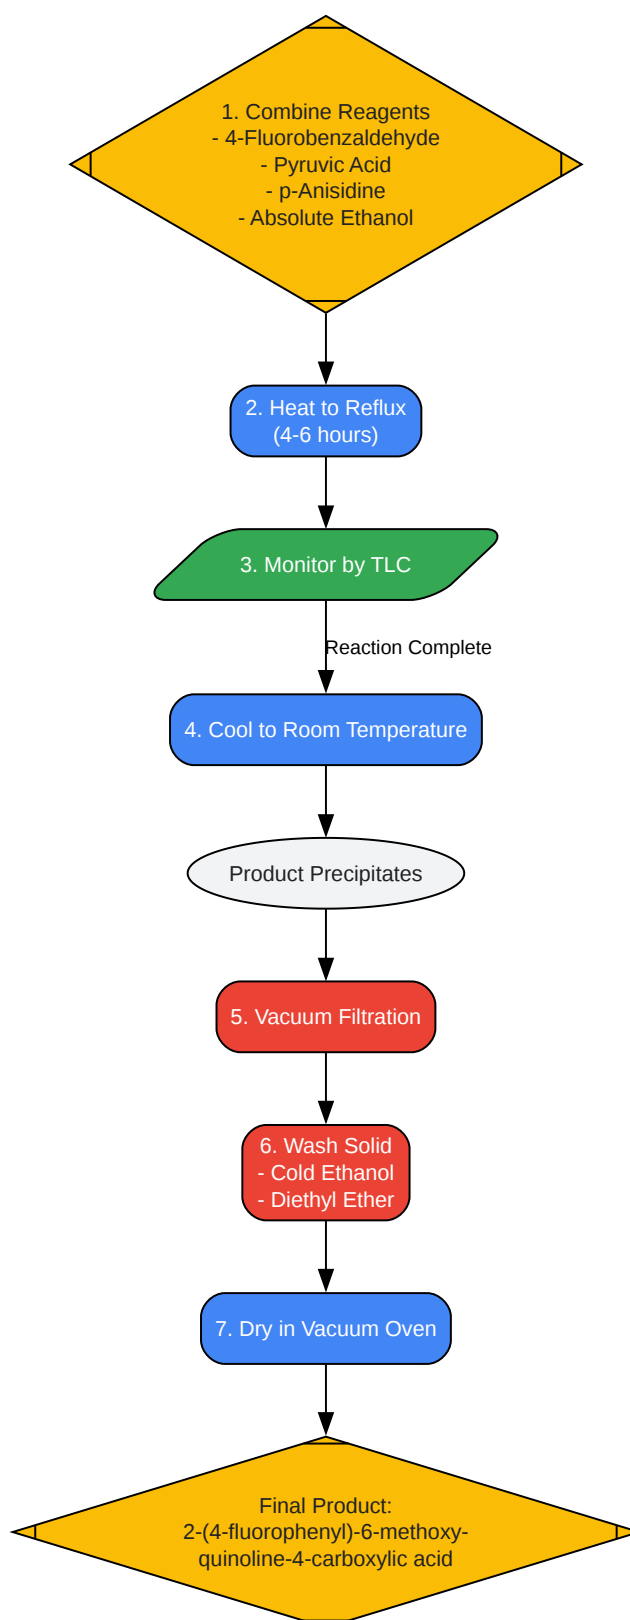 1. Combine Reagents
- 4-Fluorobenzaldehyde
- Pyruvic Acid
- p-Anisidine
- Absolute Ethanol
2. Heat to Reflux
(4-6 hours)
3. Monitor by TLC
Reaction Complete
4. Cool to Room Temperature
Product Precipitates
5. Vacuum Filtration
6. Wash Solid
- Cold Ethanol
- Diethyl Ether
7. Dry in Vacuum Oven
Final Product:
2-(4-fluorophenyl)-6-methoxy-
quinoline-4-carboxylic acid